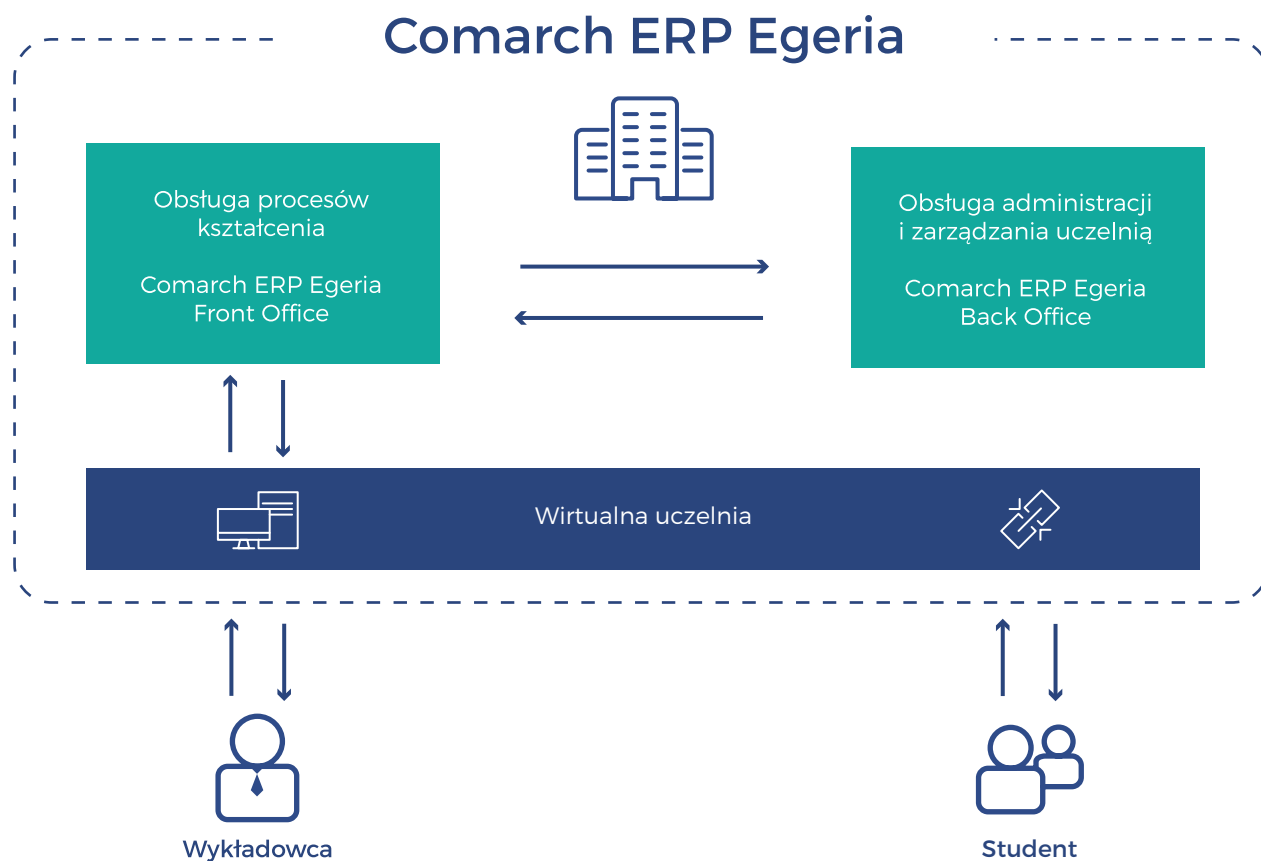 Comarch ERP Egeria
Obsługa procesów
kształcenia
Comarch ERP Egeria
Front Office
Obsługa administracji
i zarządzania uczelnią
Comarch ERP Egeria
Back Office
Wirtualna uczelnia
Wykładowca
Student